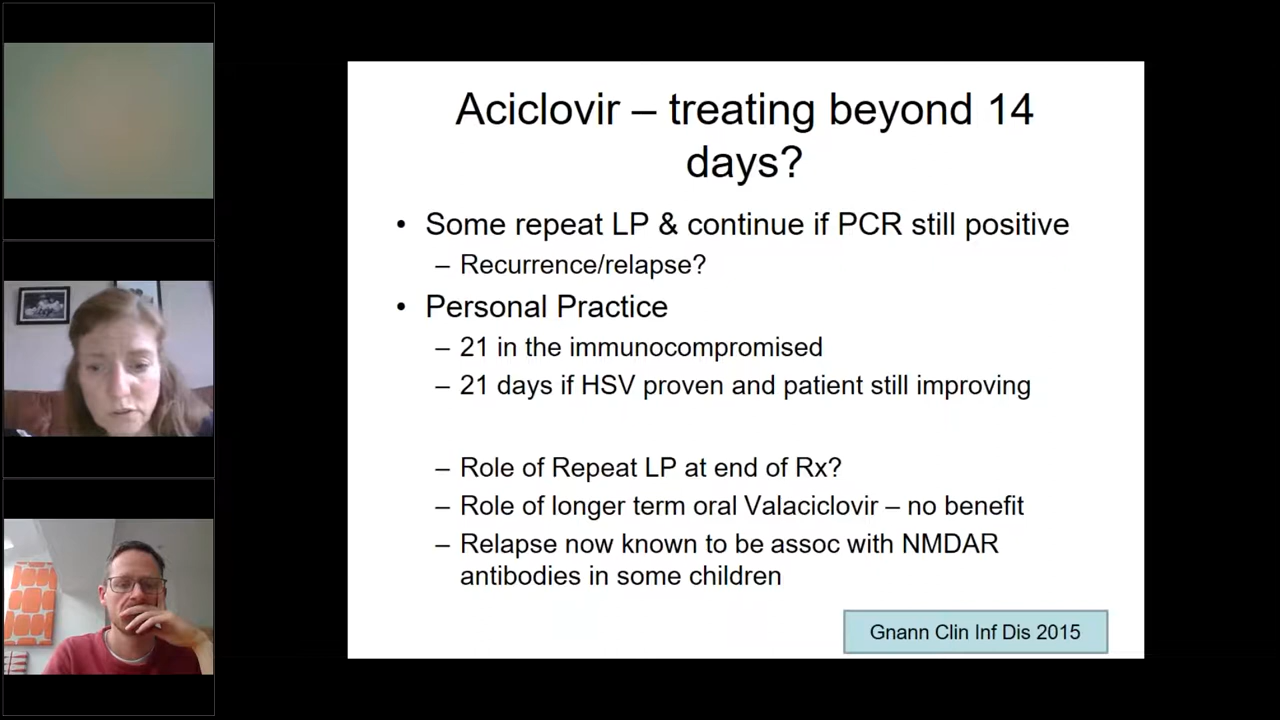 Aciclovir – treating beyond 14
days?
• Some repeat LP & continue if PCR still positive
– Recurrence/relapse?
• Personal Practice
– 21 in the immunocompromised
– 21 days if HSV proven and patient still improving
– Role of Repeat LP at end of Rx?
– Role of longer term oral Valaciclovir – no benefit
– Relapse now known to be assoc with NMDAR
antibodies in some children
Gnann Clin Inf Dis 2015